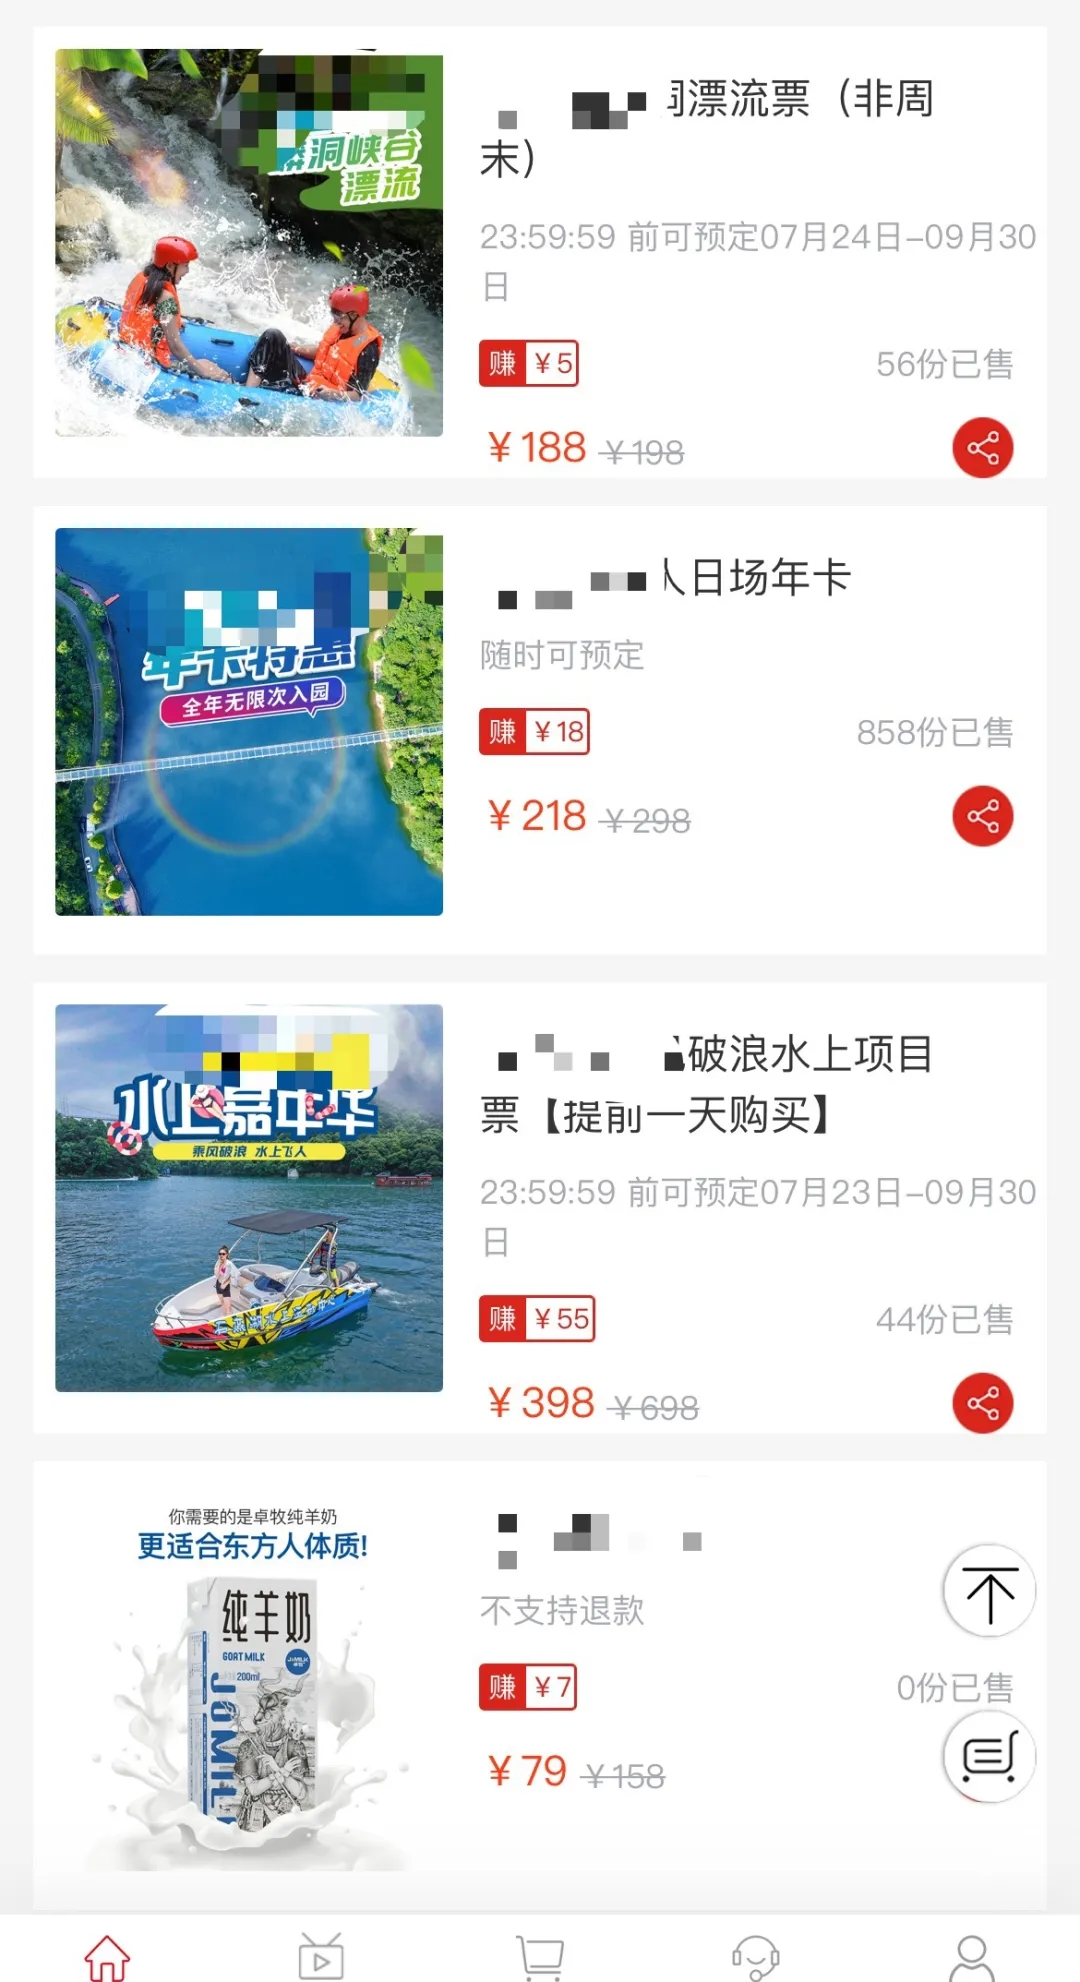 洞峡谷
漂流
漂流票（非周
末）
23:59:59 前可预定07月24日-09月30
日
赚 ¥5
56份已售
¥188 ¥198
年卡特惠
全年无限次入园
人日场年卡
随时可预定
赚 ¥18
858份已售
¥218 ¥298
水上嘉年华
乘风破浪 水上飞人
破浪水上项目
票【提前一天购买】
23:59:59 前可预定07月23日-09月30
日
赚 ¥55
44份已售
¥398 ¥698
你需要的是卓牧纯羊奶
更适合东方人体质!
纯羊奶
GOAT MILK
200ml
不支持退款
赚 ¥7
0份已售
¥79 ¥158